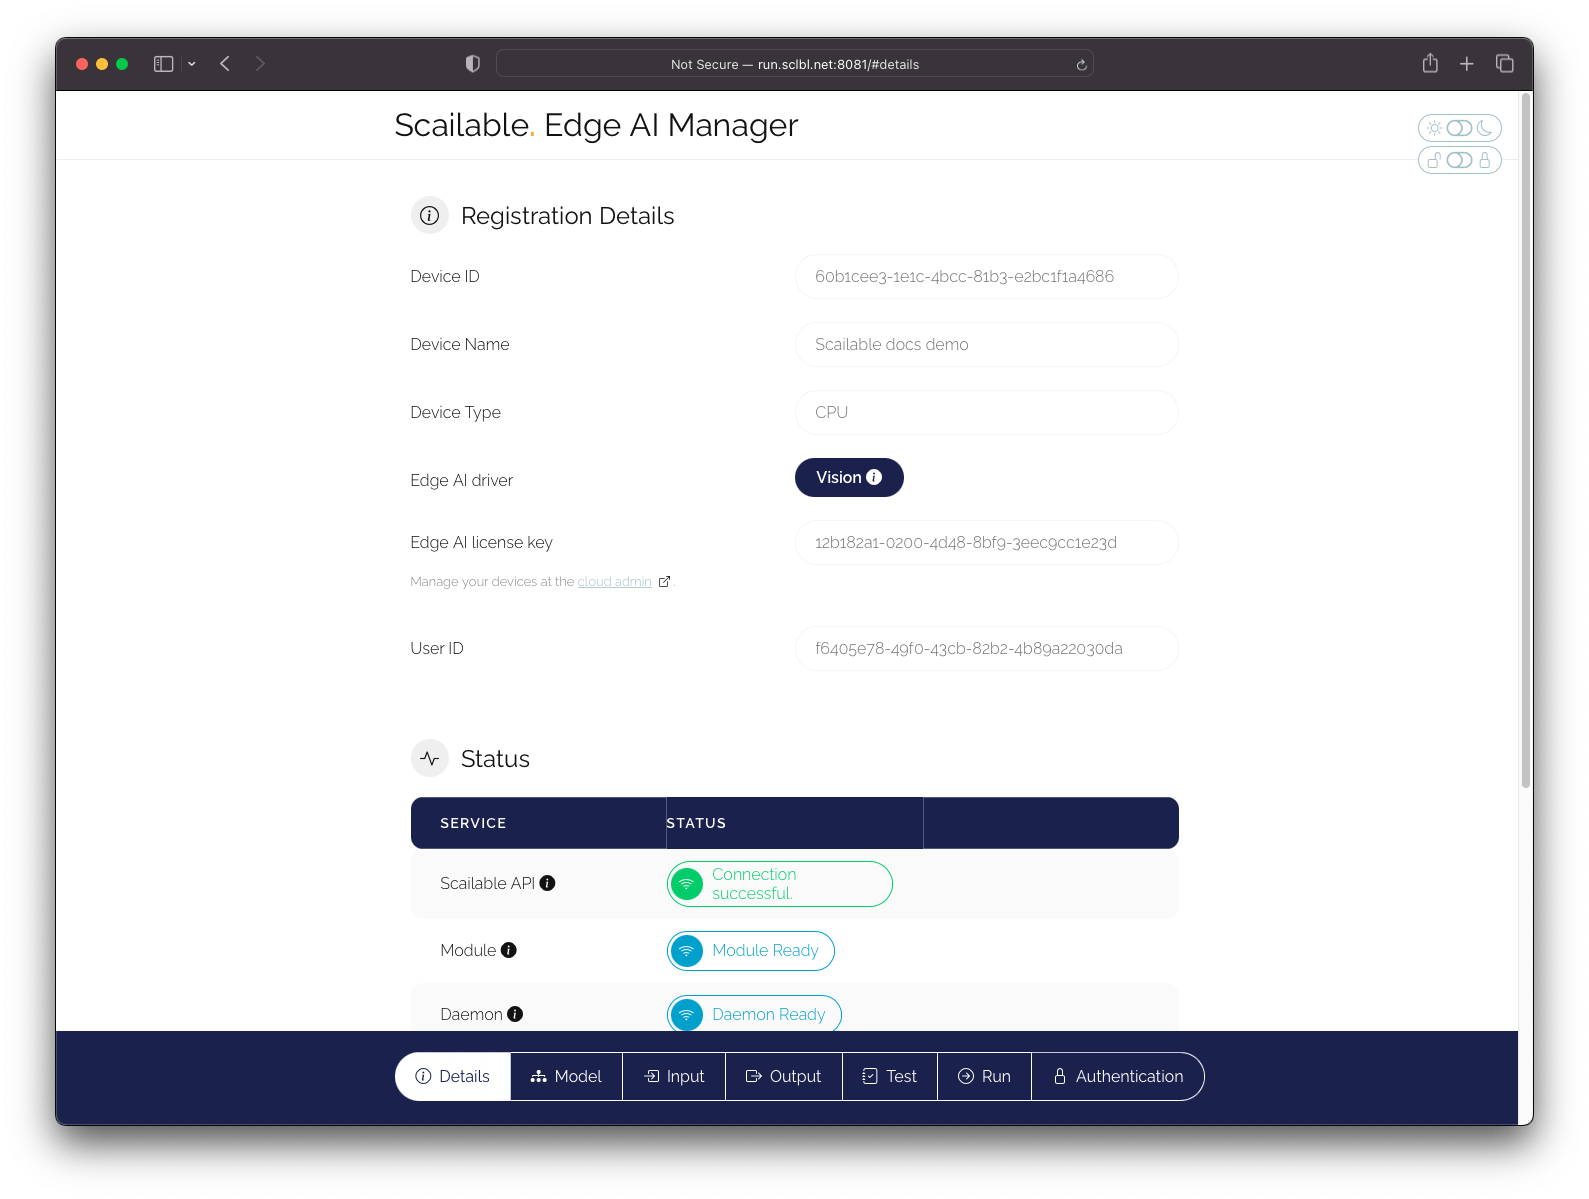 Not Secure — run.sclbl.net:8081/#details
Scailable. Edge AI Manager
Registration Details
Device ID
60b1cee3-1e1c-4bcc-81b3-e2bc1f1a4686
Device Name
Scailable docs demo
Device Type
CPU
Edge AI driver
Vision
Edge AI license key
12b182a1-0200-4d48-8bf9-3eec9cc1e23d
Manage your devices at the cloud admin .
User ID
f6405e78-49f0-43cb-82b2-4b89a22030da
Status
SERVICE STATUS
Scailable API
Connection
successful.
Module
Module Ready
Daemon
Daemon Ready
Details Model Input Output Test Run Authentication